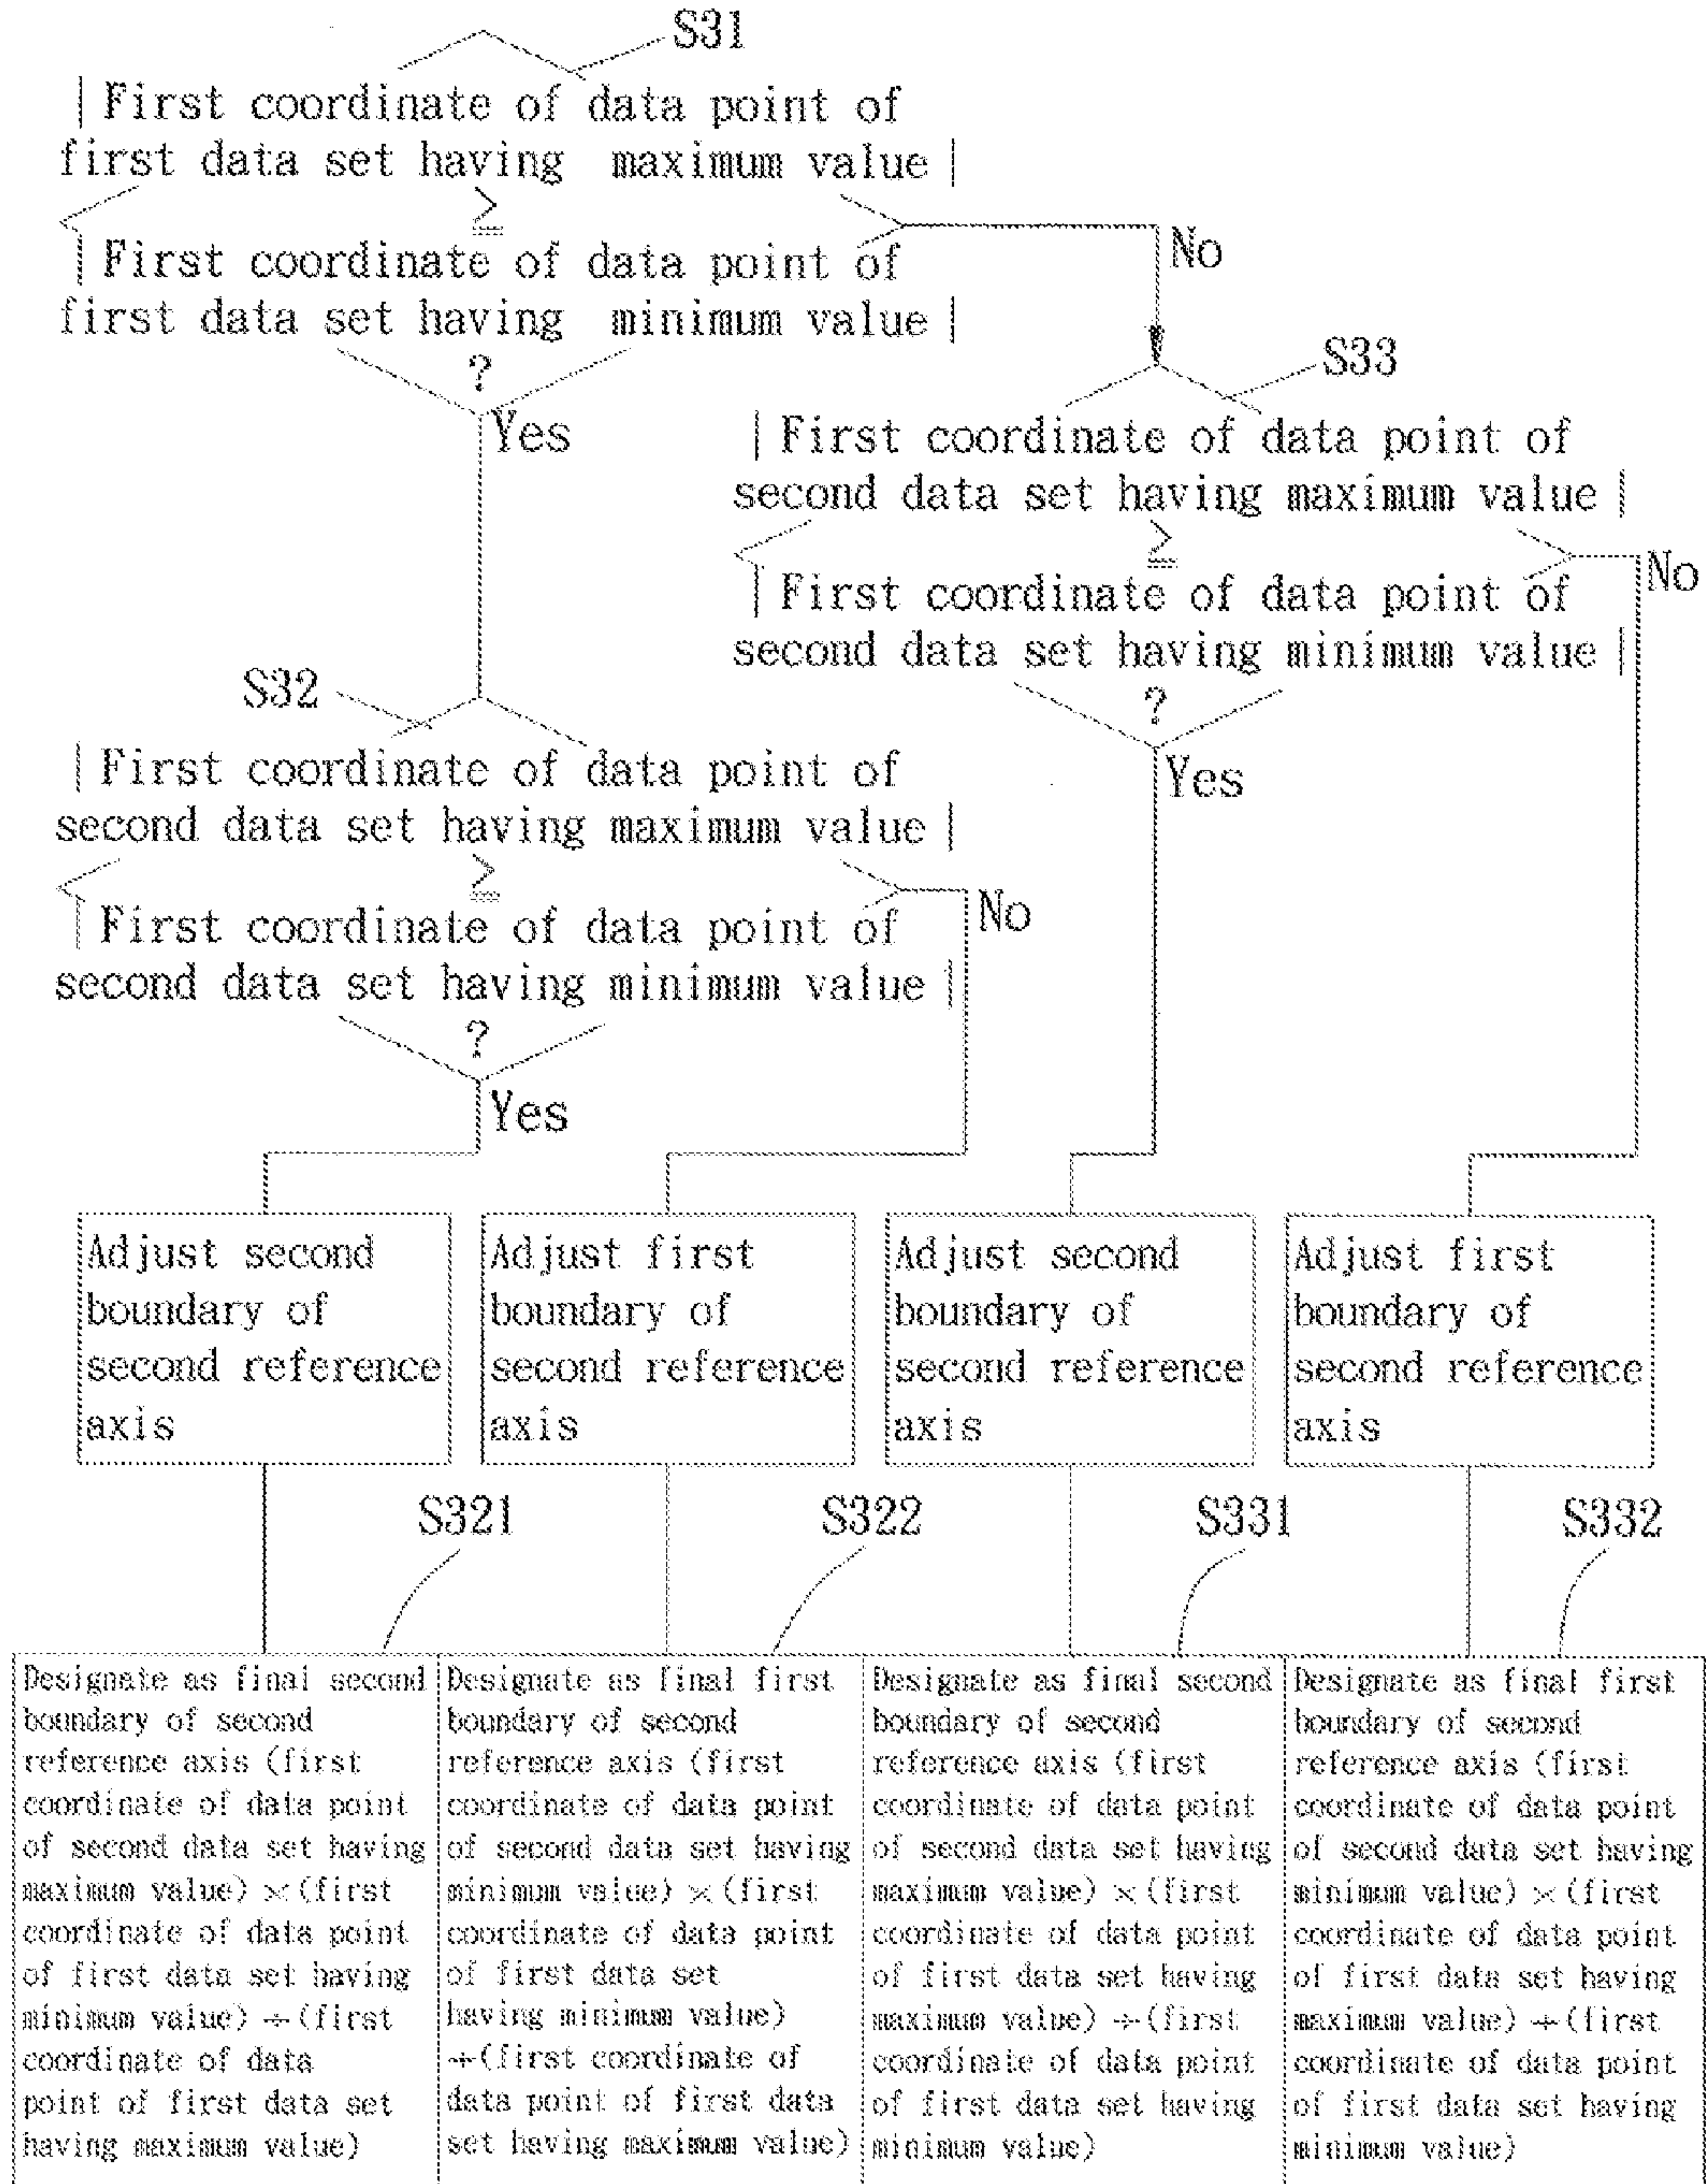 S31
| First coordinate of data point of
first data set having maximum value |
≧
| First coordinate of data point of
first data set having minimum value |
?
No
Yes
S33
| First coordinate of data point of
second data set having maximum value |
≧
| First coordinate of data point of
second data set having minimum value |
?
No
Yes
S32
| First coordinate of data point of
second data set having maximum value |
≧
| First coordinate of data point of
second data set having minimum value |
?
No
Yes
Adjust second
boundary of
second reference
axis
Adjust first
boundary of
second reference
axis
Adjust second
boundary of
second reference
axis
Adjust first
boundary of
second reference
axis
S321
S322
S331
S332
Designate as final second
boundary of second
reference axis (first
coordinate of data point
of second data set having
maximum value) × (first
coordinate of data point
of first data set having
minimum value) ÷ (first
coordinate of data
point of first data set
having maximum value)
Designate as final first
boundary of second
reference axis (first
coordinate of data point
of second data set having
minimum value) × (first
coordinate of data point
of first data set
having minimum value)
÷ (first coordinate of
data point of first data
set having maximum value)
Designate as final second
boundary of second
reference axis (first
coordinate of data point
of second data set having
maximum value) × (first
coordinate of data point
of first data set having
maximum value) ÷ (first
coordinate of data point
of first data set having
minimum value)
Designate as final first
boundary of second
reference axis (first
coordinate of data point
of second data set having
minimum value) × (first
coordinate of data point
of first data set having
maximum value) ÷ (first
coordinate of data point
of first data set having
minimum value)